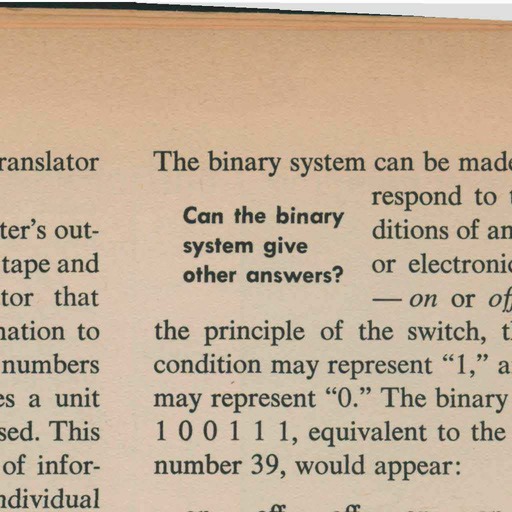 ranslator
ter's out-
tape and
tor that
nation to
numbers
es a unit
sed. This
of infor-
ndividual
The binary system can be made
Can the binary
system give
other answers?
respond to
ditions of an
or electronic
— on or off
the principle of the switch,
condition may represent "1,"
may represent "0." The binary
1 0 0 1 1 1, equivalent to the
number 39, would appear: